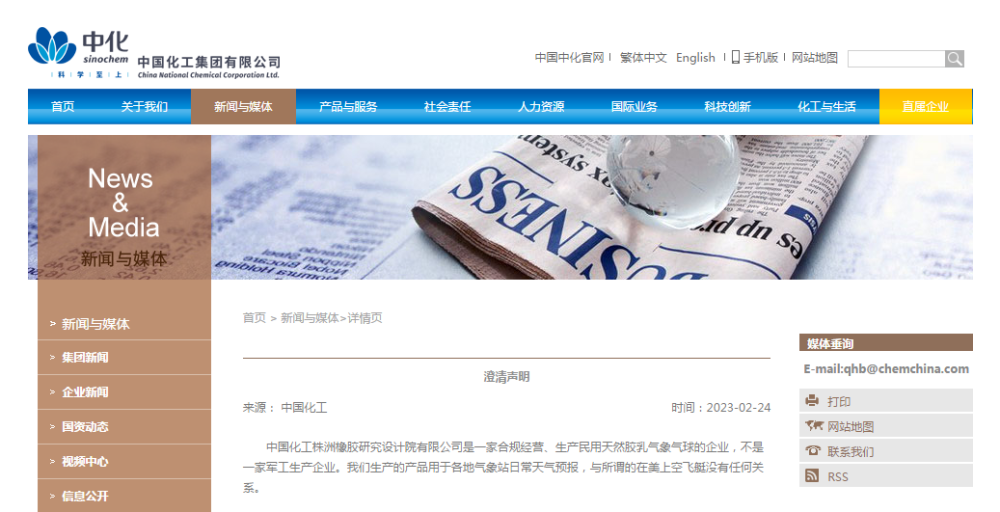 中化
sinochem
中国化工集团有限公司
科 学 至 上
China National Chemical Corporation Ltd.
中国中化官网 | 繁体中文 English | 手机版 | 网站地图
首页 关于我们 新闻与媒体 产品与服务 社会责任 人力资源 国际业务 科技创新 化工与生活 直属企业
News
&
Media
新闻与媒体
BUSINESS
> 新闻与媒体
> 集团新闻
> 企业新闻
> 国资动态
> 视频中心
> 信息公开
首页 > 新闻与媒体>详情页
澄清声明
来源： 中国化工 时间：2023-02-24
中国化工株洲橡胶研究设计院有限公司是一家合规经营、生产民用天然胶乳气象气球的企业，不是
一家军工生产企业。我们生产的产品用于各地气象站日常天气预报，与所谓的在美上空飞艇没有任何关
系。
媒体垂询
E-mail:qhb@chemchina.com
打印
网站地图
联系我们
RSS